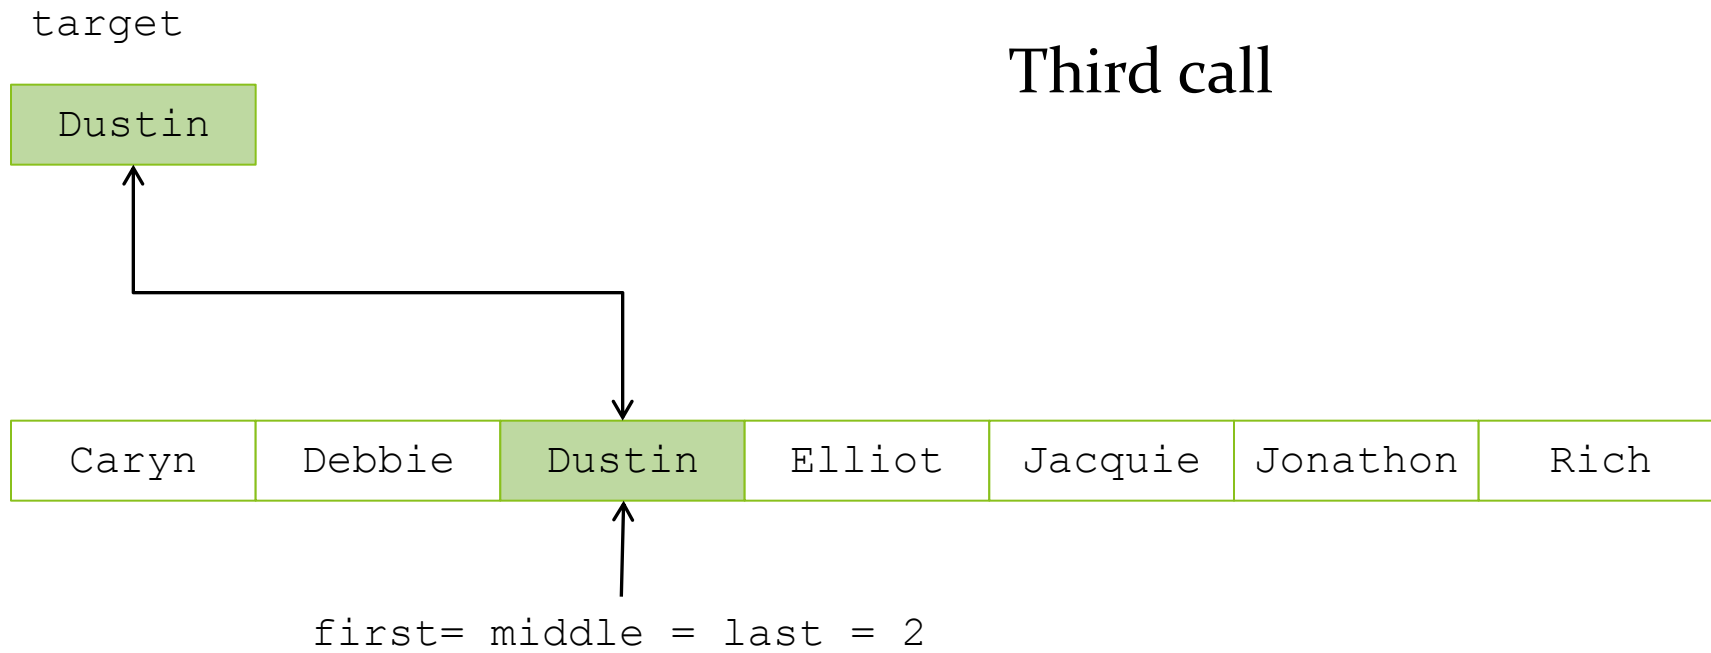 target
Third call
Dustin
Caryn Debbie Dustin Elliot Jacquie Jonathon Rich
first= middle = last = 2